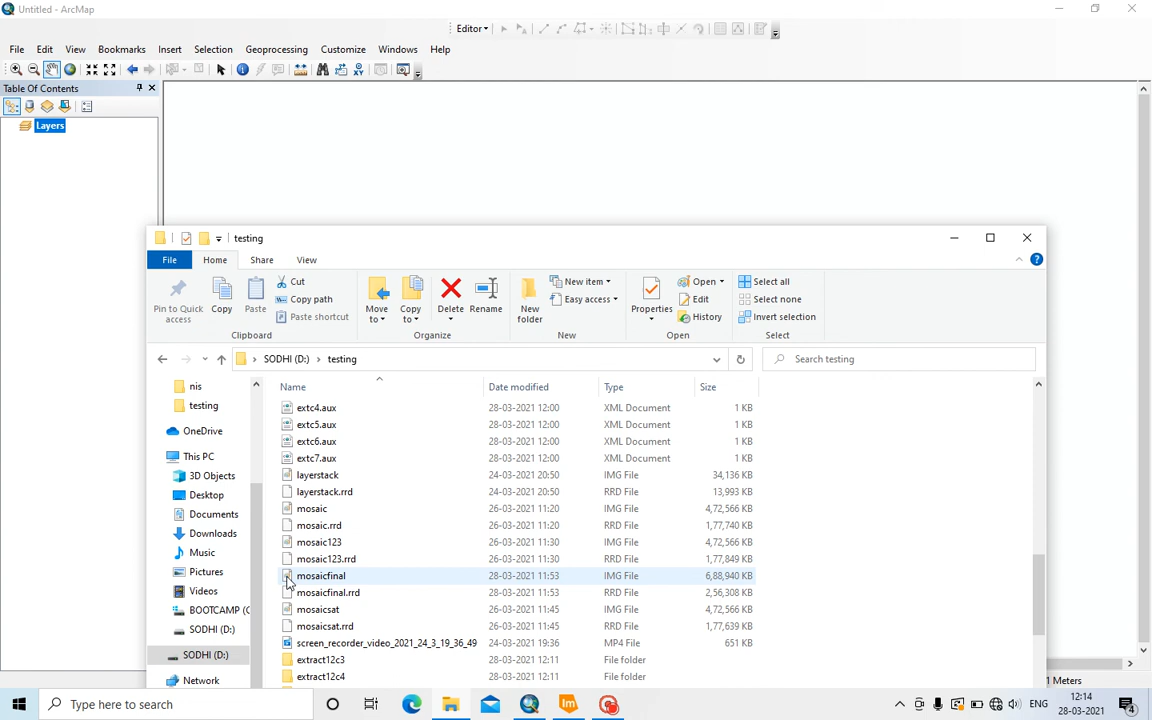 Untitled - ArcMap
Editor
File Edit View Bookmarks Insert Selection Geoprocessing Customize Windows Help
Table Of Contents
Layers
testing
File Home Share View
Pin to Quick access
Copy
Paste
Cut
Copy path
Paste shortcut
Clipboard
Move to
Copy to
Delete
Rename
Organize
New folder
New item
Easy access
New
Properties
Open
Edit
History
Open
Select all
Select none
Invert selection
Select
SODHI (D:) › testing
Search testing
nis
testing
OneDrive
This PC
3D Objects
Desktop
Documents
Downloads
Music
Pictures
Videos
BOOTCAMP (C
SODHI (D:)
SODHI (D:)
Network
Name Date modified Type Size
extc4.aux 28-03-2021 12:00 XML Document 1 KB
extc5.aux 28-03-2021 12:00 XML Document 1 KB
extc6.aux 28-03-2021 12:00 XML Document 1 KB
extc7.aux 28-03-2021 12:00 XML Document 1 KB
layerstack 24-03-2021 20:50 IMG File 34,136 KB
layerstack.rrd 24-03-2021 20:50 RRD File 13,993 KB
mosaic 26-03-2021 11:20 IMG File 4,72,566 KB
mosaic.rrd 26-03-2021 11:20 RRD File 1,77,740 KB
mosaic123 26-03-2021 11:30 IMG File 4,72,566 KB
mosaic123.rrd 26-03-2021 11:30 RRD File 1,77,849 KB
mosaicfinal 28-03-2021 11:53 IMG File 6,88,940 KB
mosaicfinal.rrd 28-03-2021 11:53 RRD File 2,56,308 KB
mosaicsat 26-03-2021 11:45 IMG File 4,72,566 KB
mosaicsat.rrd 26-03-2021 11:45 RRD File 1,77,639 KB
screen_recorder_video_2021_24_3_19_36_49 24-03-2021 19:36 MP4 File 651 KB
extract12c3 28-03-2021 12:11 File folder
extract12c4 28-03-2021 12:11 File folder
1 Meters
Type here to search
ENG
12:14
28-03-2021
4